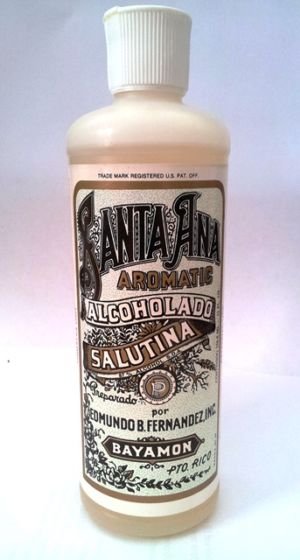 TRADE MARK REGISTERED U.S. PAT. OFF.
SANTA ANA
AROMATIC
ALCOHOLADO
SALUTINA
Preparado
por
EDMUNDO B. FERNANDEZ, INC.
BAYAMON
PTO. RICO